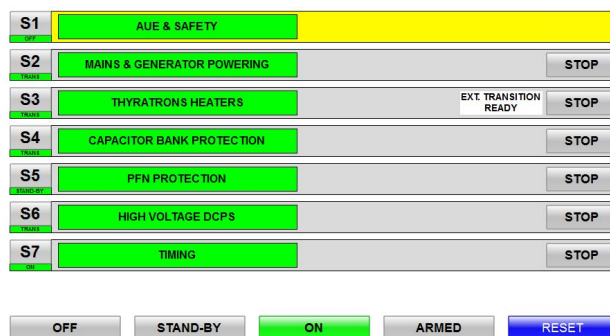 S1
OFF
AUE & SAFETY
S2
TRANS
MAINS & GENERATOR POWERING
STOP
S3
TRANS
THYRATRONS HEATERS
EXT. TRANSITION
READY
STOP
S4
TRANS
CAPACITOR BANK PROTECTION
STOP
S5
STAND-BY
PFN PROTECTION
STOP
S6
TRANS
HIGH VOLTAGE DCPS
STOP
S7
ON
TIMING
STOP
OFF STAND-BY ON ARMED RESET